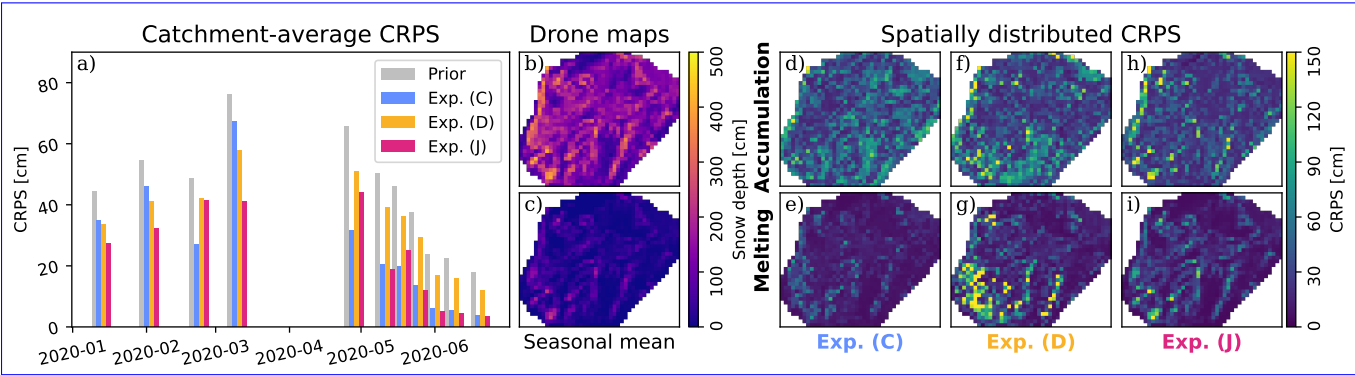 Catchment-average CRPS
a)
CRPS [cm]
80
60
40
20
0
2020-01
2020-02
2020-03
2020-04
2020-05
2020-06
Prior
Exp. (C)
Exp. (D)
Exp. (J)
Drone maps
b)
c)
Seasonal mean
500
400
300
200
100
0
Snow depth [cm]
Spatially distributed CRPS
Accumulation
Melting
d)
f)
h)
e)
g)
i)
Exp. (C)
Exp. (D)
Exp. (J)
150
120
90
60
30
0
CRPS [cm]